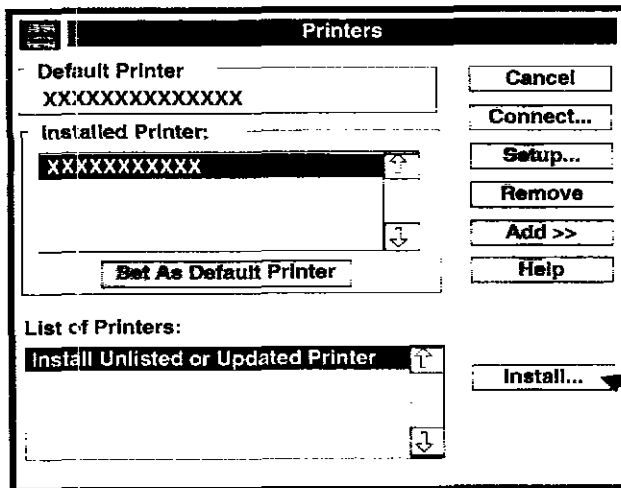 Printers
Default Printer
XXXXXXXXXXXXXX
Installed Printer:
XXXXXXXXXXX
Set As Default Printer
Cancel
Connect...
Setup...
Remove
Add >>
Help
List of Printers:
Install Unlisted or Updated Printer
Install...